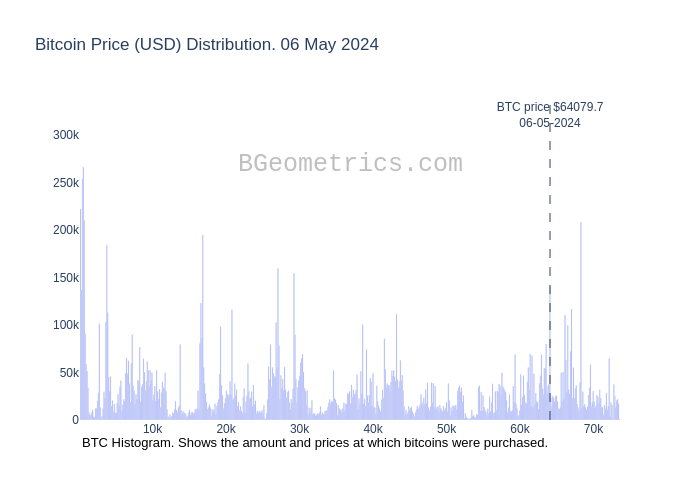 Bitcoin Price (USD) Distribution. 06 May 2024
BTC price $64079.7
06-05-2024
300k
BGeometrics.com
250k
200k
150k
100k
50k
0
10k 20k 30k 40k 50k 60k 70k
BTC Histogram. Shows the amount and prices at which bitcoins were purchased.